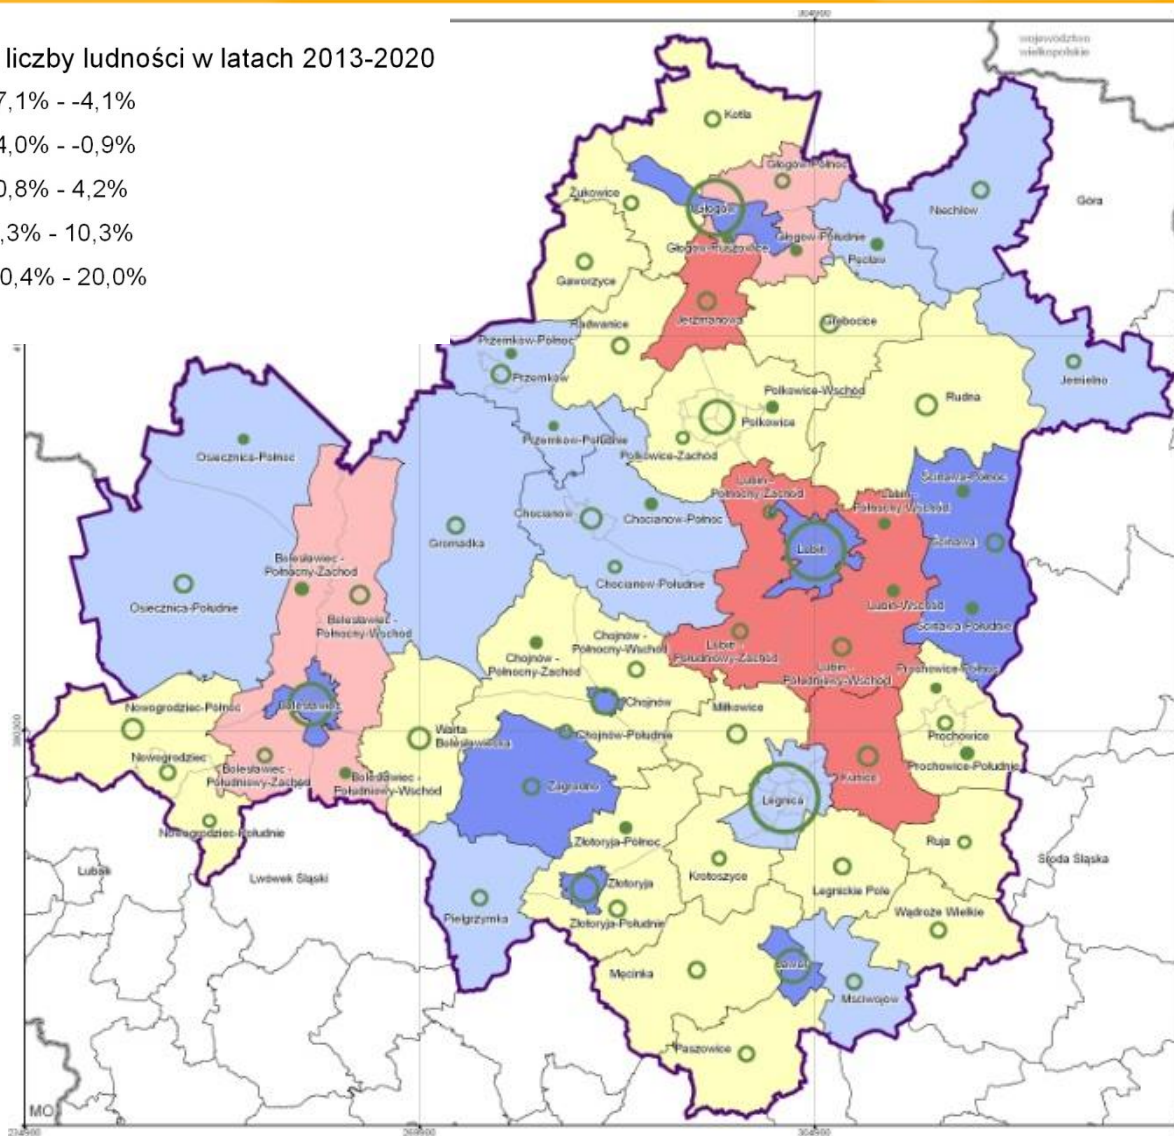 liczby ludności w latach 2013-2020
7,1% - -4,1%
4,0% - -0,9%
0,8% - 4,2%
,3% - 10,3%
0,4% - 20,0%
304900
województwo
wielkopolskie
Kotla
Głogów-Północ
Żukowice
Głogów
Niechlów
Góra
Głogów-Ruszowice
Głogów-Południe
Pęcław
Gaworzyce
Jerzmanowa
Głębocice
Radwanice
Przemków-Północ
Przemków
Jemielno
Polkowice-Wschód
Rudna
Polkowice
Przemków-Południe
Polkowice-Zachód
Osiecznica-Północ
Lubin -
Północny-Zachód
Ścinawa-Północ
Lubin -
Północny-Wschód
Chocianów
Chocianów-Północ
Gromadka
Lubin
Ścinawa
Bolesławiec -
Północny-Zachód
Chocianów-Południe
Osiecznica-Południe
Lubin-Wschód
Bolesławiec -
Północny-Wschód
Ścinawa-Południe
Chojnów -
Północny-Wschód
Chojnów -
Północny-Zachód
Lubin -
Południowy-Zachód
Lubin -
Południowy-Wschód
Prochowice-Północ
Nowogrodziec-Północ
Bolesławiec
Chojnów
Miłkowice
Warta
Bolesławiecka
Chojnów-Południe
Prochowice
Nowogrodziec
Bolesławiec -
Południowy-Zachód
Bolesławiec -
Południowy-Wschód
Kunice
Prochowice-Południe
Zagrodno
Legnica
Nowogrodziec-Południe
Złotoryja-Północ
Ruja
Środa Śląska
Lubań
Lwówek Śląski
Krotoszyce
Złotoryja
Legnickie Pole
Pielgrzymka
Złotoryja-Południe
Wądroże Wielkie
Męcinka
Jawor
Mściwojów
Paszowice
MO
234900
269900
304900